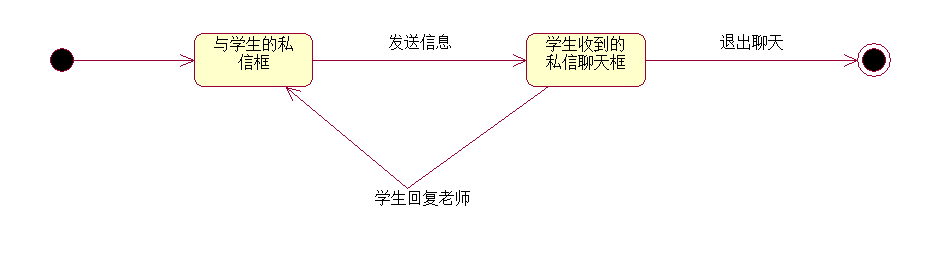 与学生的私
信框
发送信息
学生收到的
私信聊天框
退出聊天
学生回复老师